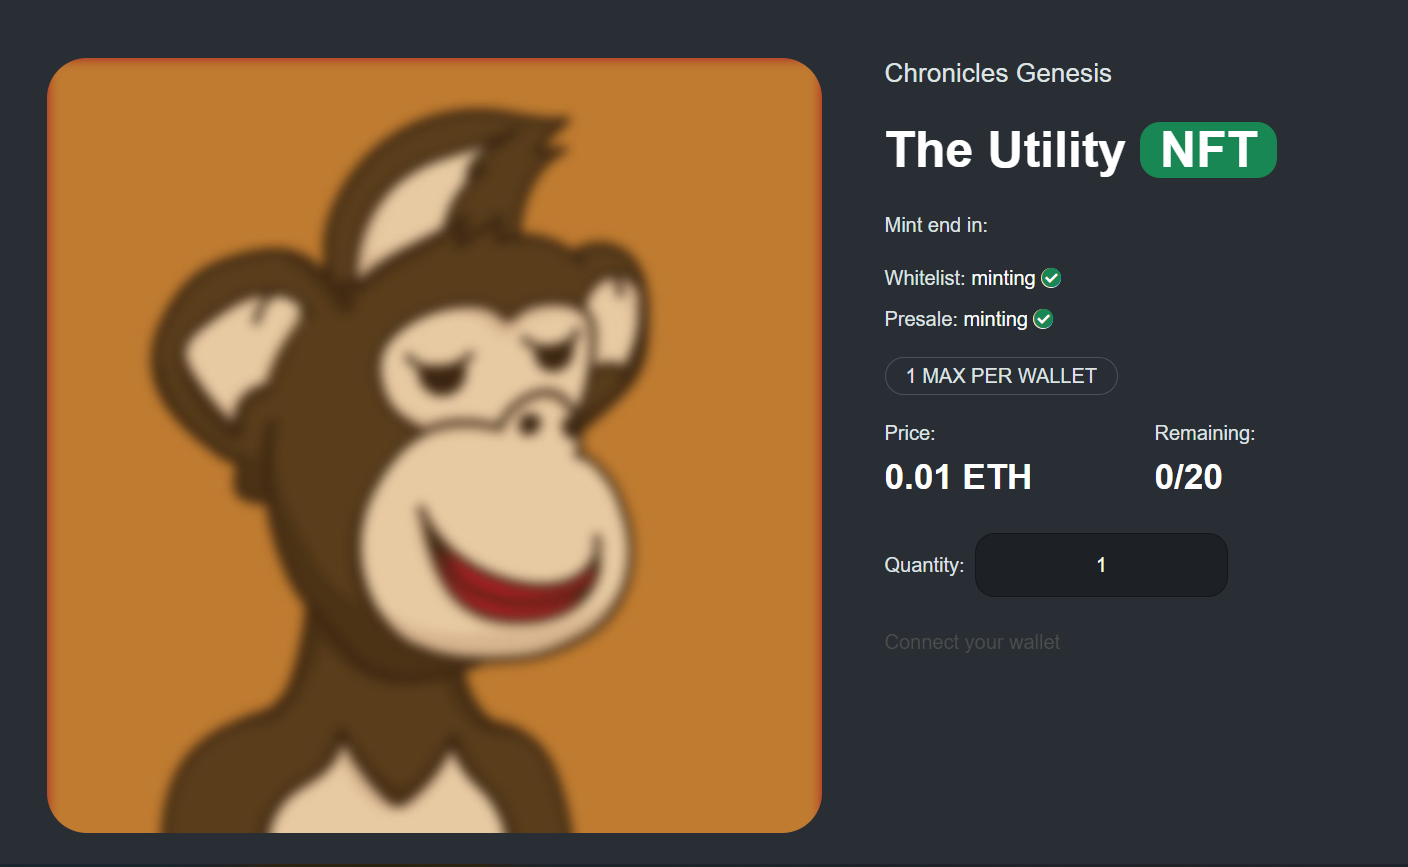 Chronicles Genesis
The Utility NFT
Mint end in:
Whitelist: minting
Presale: minting
1 MAX PER WALLET
Price: Remaining:
0.01 ETH 0/20
Quantity: 1
Connect your wallet